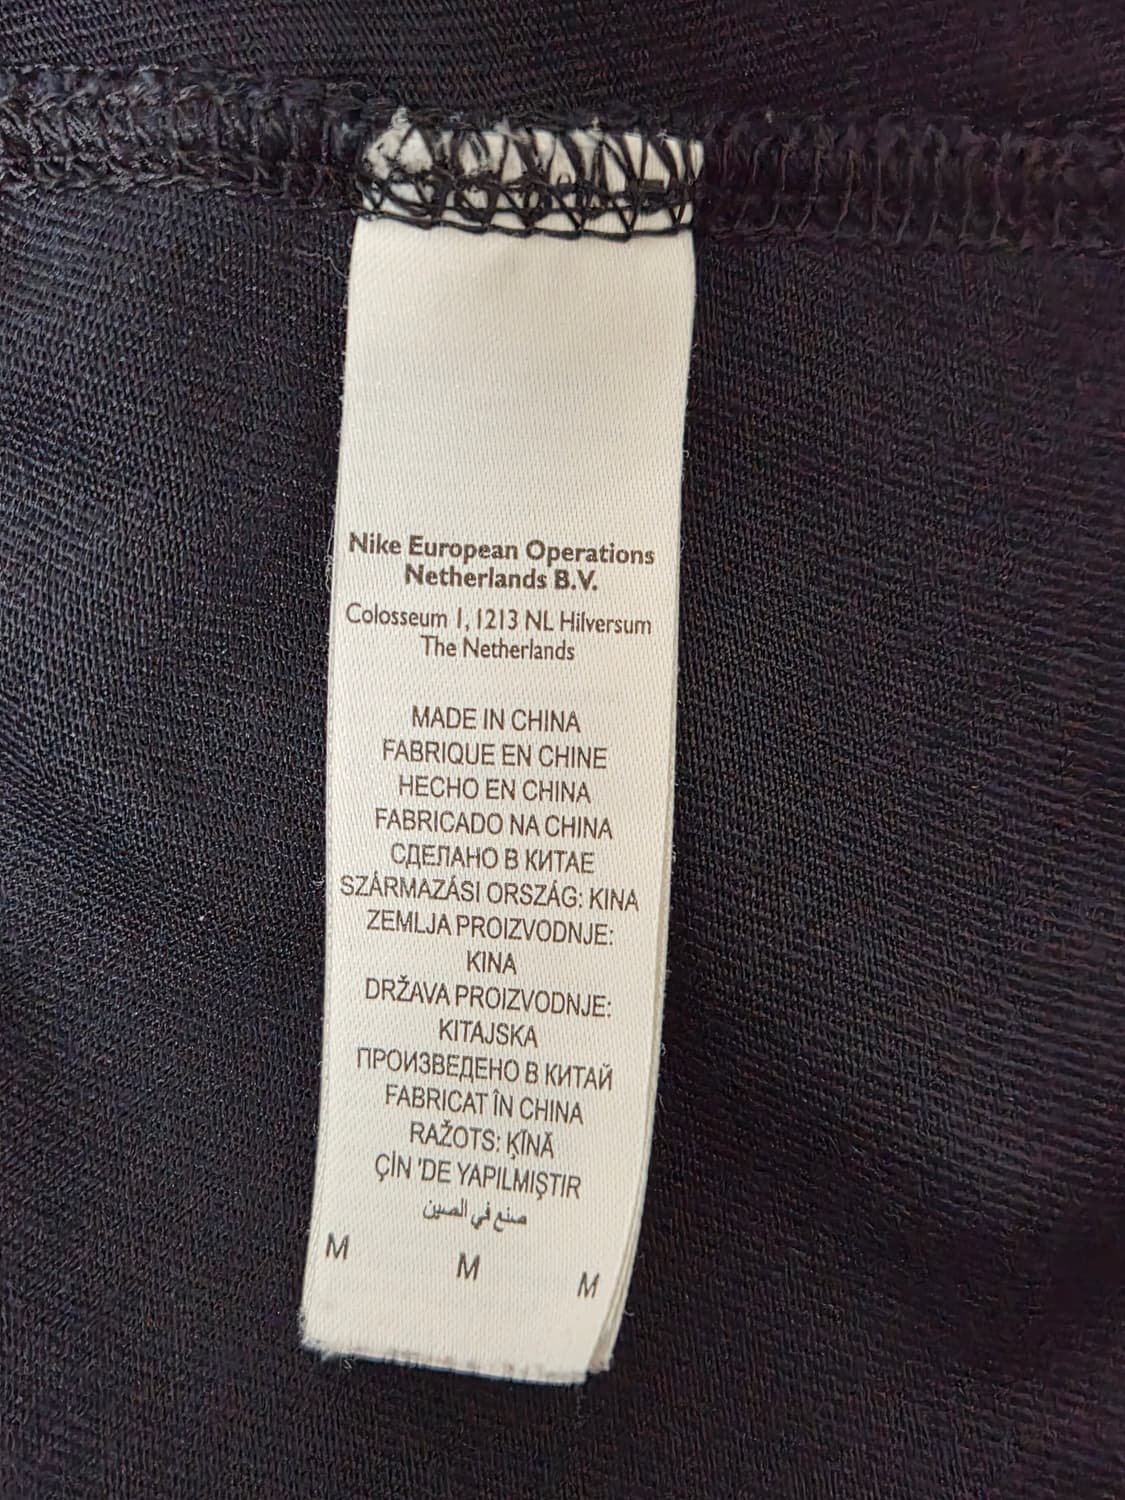 Nike European Operations
Netherlands B.V.
Colosseum 1, 1213 NL Hilversum
The Netherlands
MADE IN CHINA
FABRIQUE EN CHINE
HECHO EN CHINA
FABRICADO NA CHINA
СДЕЛАНО В КИТАЕ
SZÁRMAZÁSI ORSZÁG: KINA
ZEMLJA PROIZVODNJE:
KINA
DRŽAVA PROIZVODNJE:
KITAJSKA
ПРОИЗВЕДЕНО В КИТАЙ
FABRICAT ÎN CHINA
RAŽOTS: ĶĪNĀ
ÇİN 'DE YAPILMIŞTIR
صنع في الصين
M M M